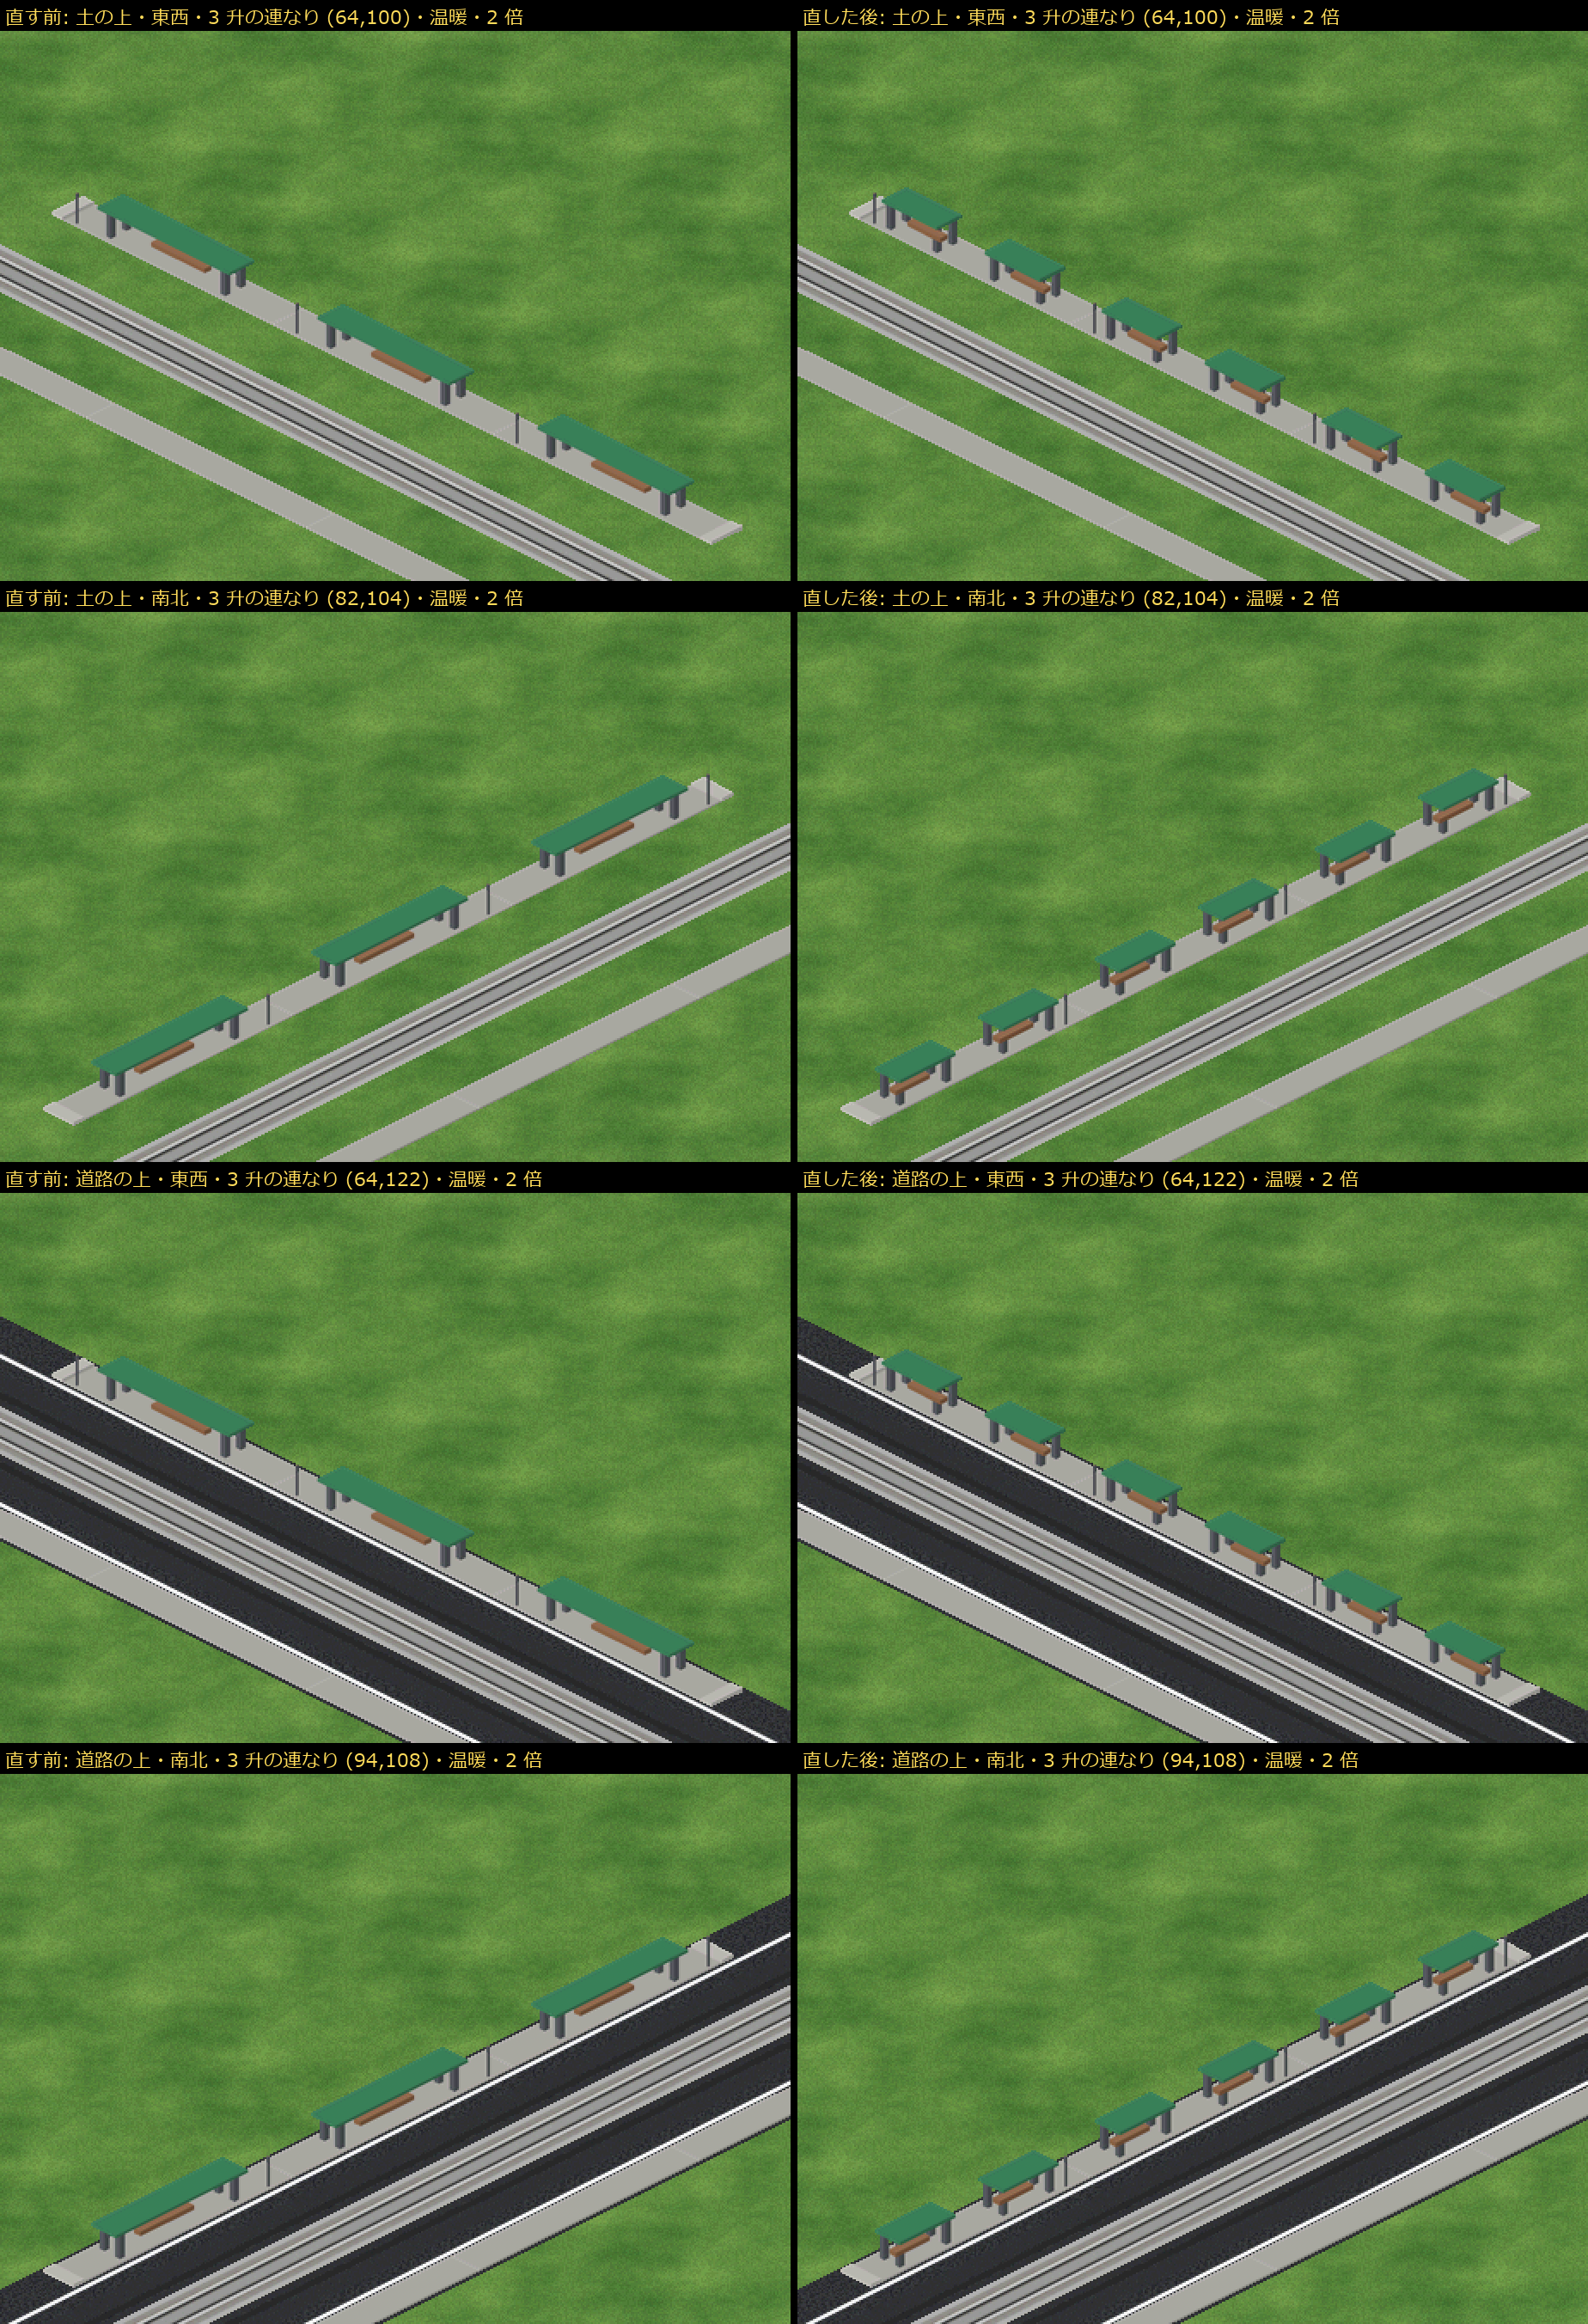 直す前: 土の上・東西・3 升の連なり (64,100)・温暖・2 倍
直した後: 土の上・東西・3 升の連なり (64,100)・温暖・2 倍
直す前: 土の上・南北・3 升の連なり (82,104)・温暖・2 倍
直した後: 土の上・南北・3 升の連なり (82,104)・温暖・2 倍
直す前: 道路の上・東西・3 升の連なり (64,122)・温暖・2 倍
直した後: 道路の上・東西・3 升の連なり (64,122)・温暖・2 倍
直す前: 道路の上・南北・3 升の連なり (94,108)・温暖・2 倍
直した後: 道路の上・南北・3 升の連なり (94,108)・温暖・2 倍